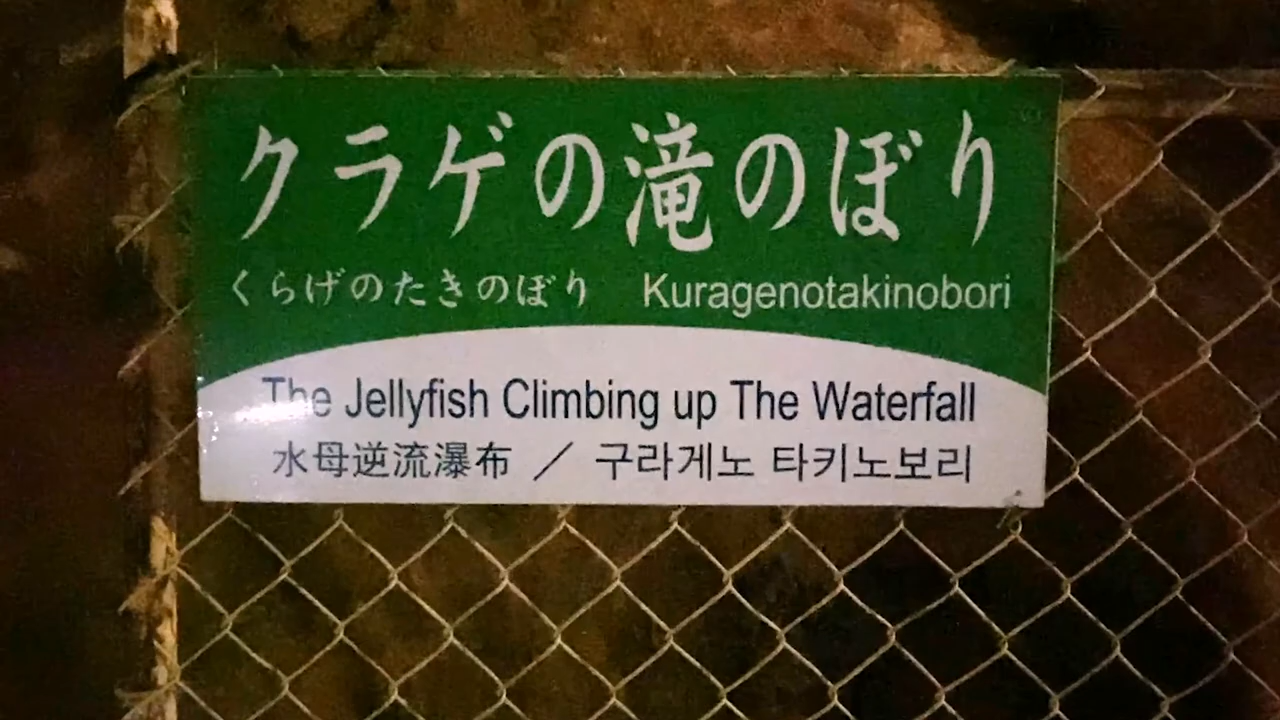 クラゲの滝のぼり
くらげのたきのぼり Kuragenotakinobori
The Jellyfish Climbing up The Waterfall
水母逆流瀑布 ／ 구라게노 타키노보리